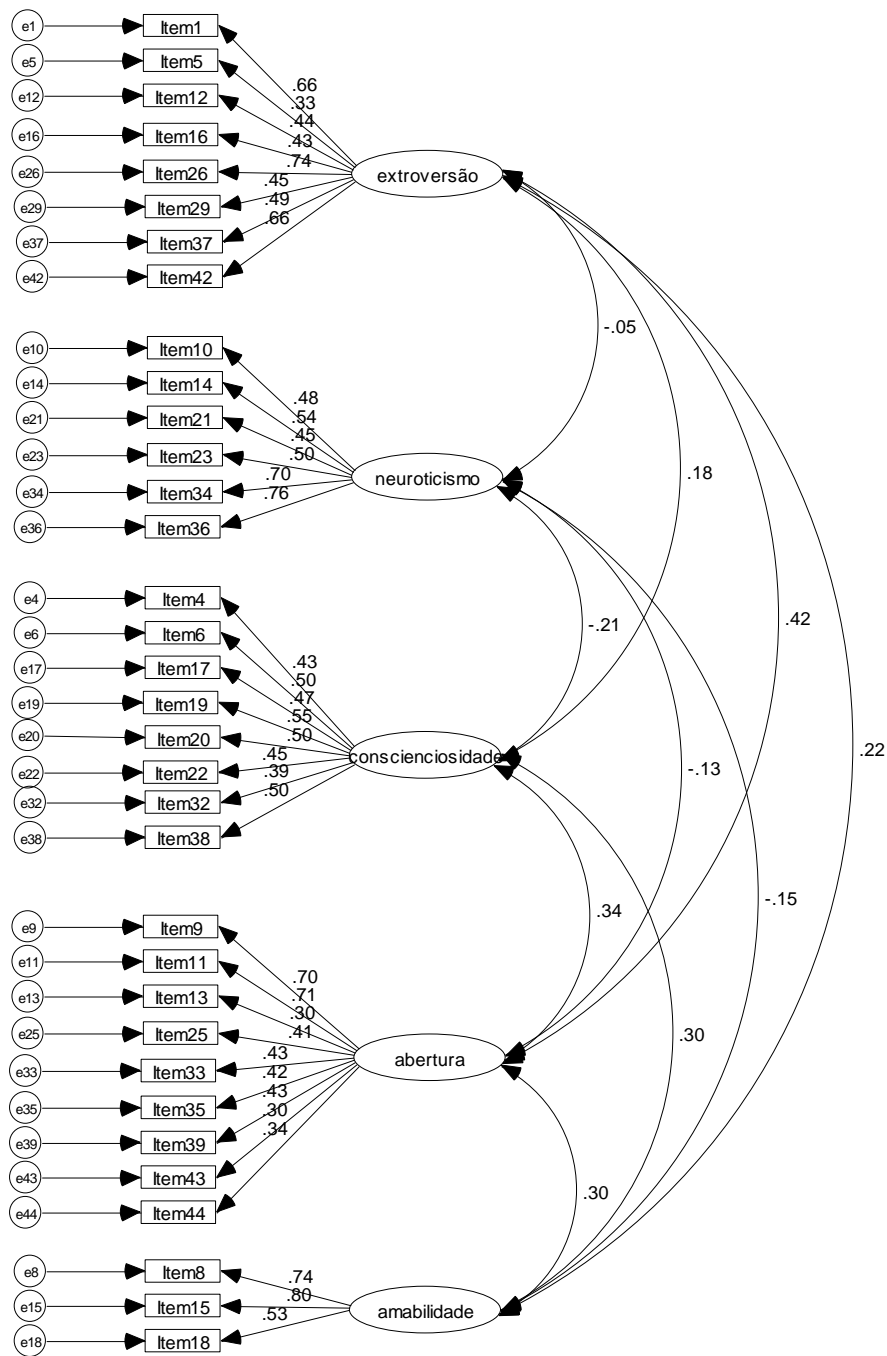 e1 Item1
e5 Item5
e12 Item12
e16 Item16
e26 Item26
e29 Item29
e37 Item37
e42 Item42
.66
.33
.44
.43
.74
.45
.49
.66
extroversão
e10 Item10
e14 Item14
e21 Item21
e23 Item23
e34 Item34
e36 Item36
.48
.54
.45
.50
.70
.76
neuroticismo
e4 Item4
e6 Item6
e17 Item17
e19 Item19
e20 Item20
e22 Item22
e32 Item32
e38 Item38
.43
.50
.47
.55
.50
.45
.39
.50
conscienciosidade
e9 Item9
e11 Item11
e13 Item13
e25 Item25
e33 Item33
e35 Item35
e39 Item39
e43 Item43
e44 Item44
.70
.71
.30
.41
.43
.42
.43
.30
.34
abertura
e8 Item8
e15 Item15
e18 Item18
.74
.80
.53
amabilidade
-.05
.18
-.21
.42
.22
-.13
.34
-.15
.30
.30